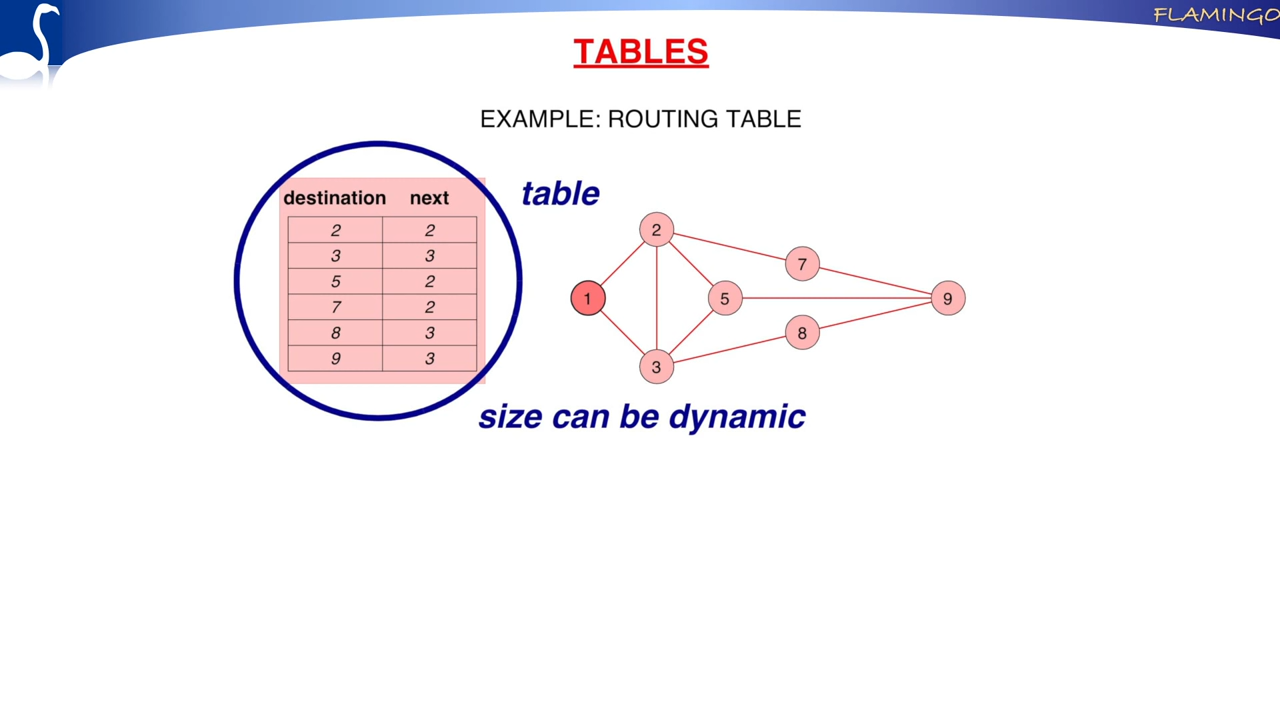 FLAMINGO
TABLES
EXAMPLE: ROUTING TABLE
table
destination next
2 2
3 3
5 2
7 2
8 3
9 3
2
7
1
5
9
8
3
size can be dynamic